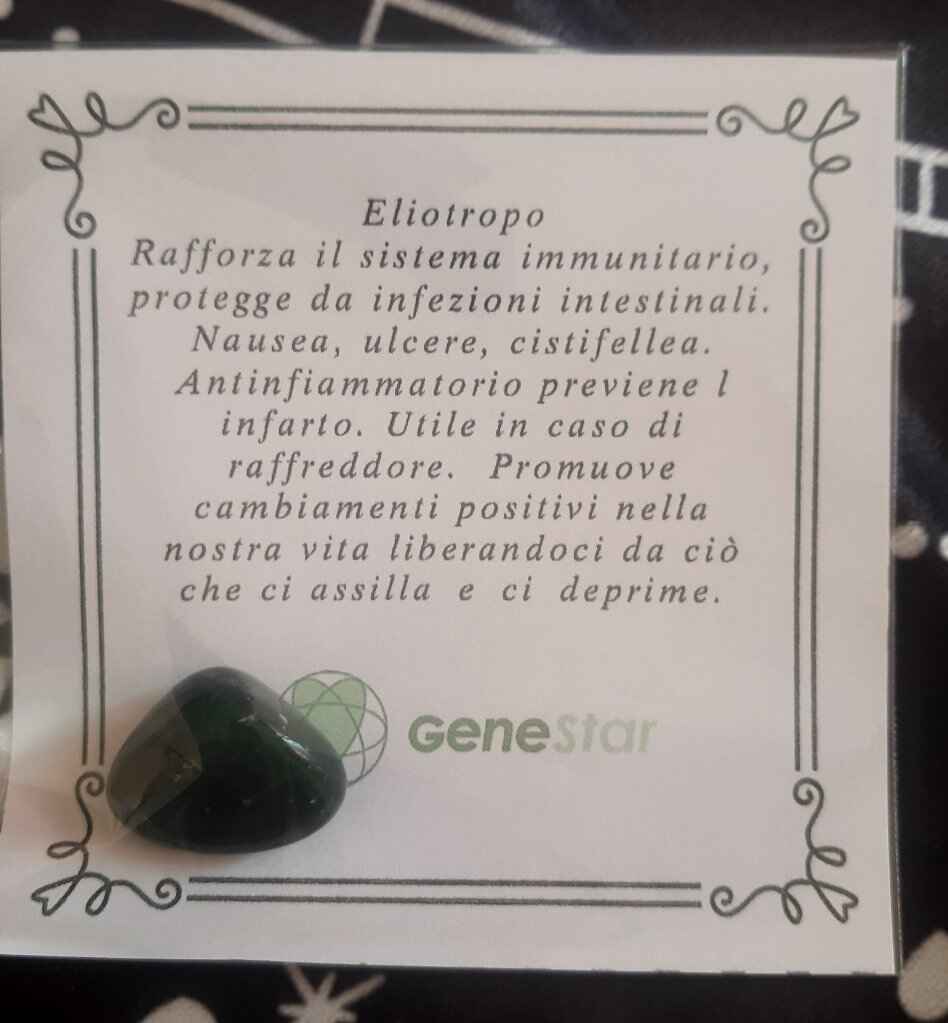 Eliotropo
Rafforza il sistema immunitario,
protegge da infezioni intestinali.
Nausea, ulcere, cistifellea.
Antinfiammatorio previene l
infarto. Utile in caso di
raffreddore. Promuove
cambiamenti positivi nella
nostra vita liberandoci da ciò
che ci assilla e ci deprime.
GeneStar